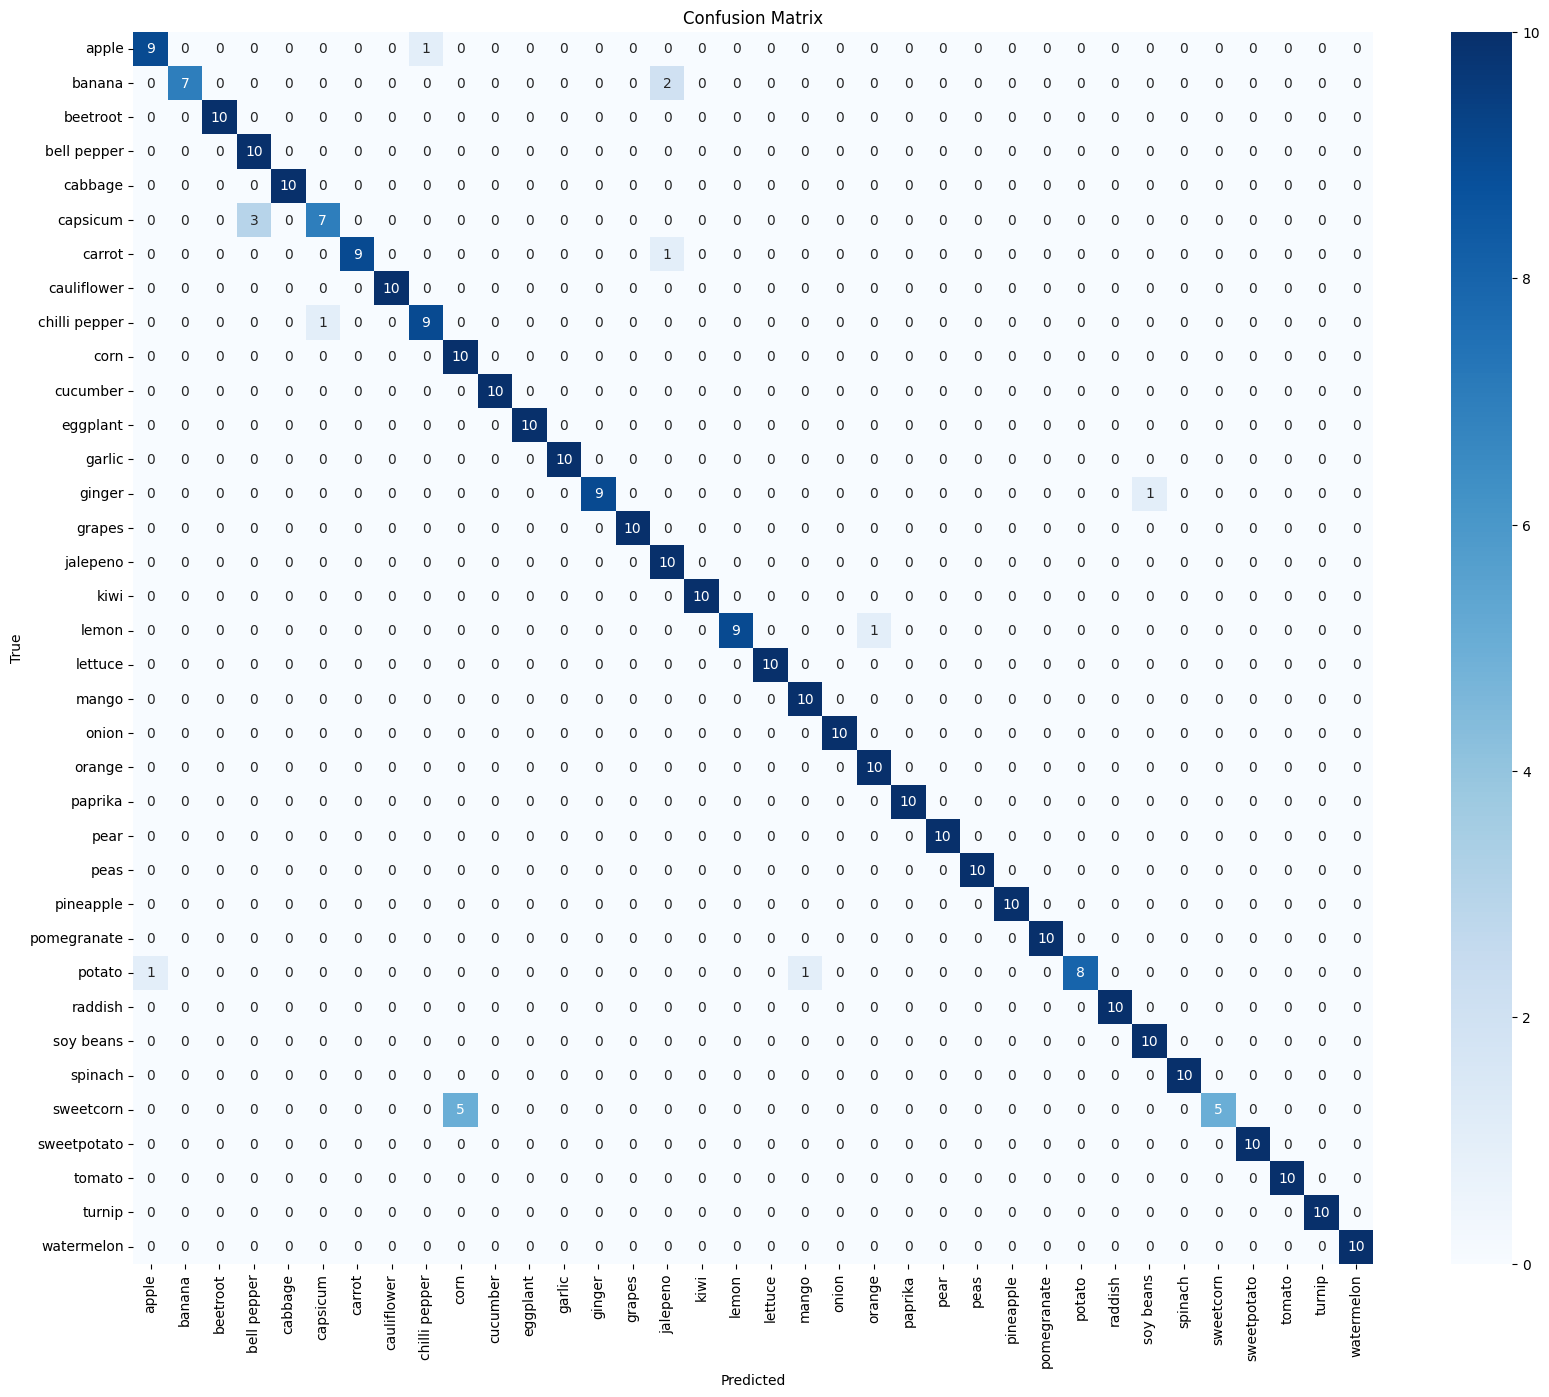 Confusion Matrix
apple 9 0 0 0 0 0 0 0 1 0 0 0 0 0 0 0 0 0 0 0 0 0 0 0 0 0 0 0 0 0 0 0 0 0 0 0
banana 0 7 0 0 0 0 0 0 0 0 0 0 0 0 0 2 0 0 0 0 0 0 0 0 0 0 0 0 0 0 0 0 0 0 0 0
beetroot 0 0 10 0 0 0 0 0 0 0 0 0 0 0 0 0 0 0 0 0 0 0 0 0 0 0 0 0 0 0 0 0 0 0 0 0
bell pepper 0 0 0 10 0 0 0 0 0 0 0 0 0 0 0 0 0 0 0 0 0 0 0 0 0 0 0 0 0 0 0 0 0 0 0 0
cabbage 0 0 0 0 10 0 0 0 0 0 0 0 0 0 0 0 0 0 0 0 0 0 0 0 0 0 0 0 0 0 0 0 0 0 0 0
capsicum 0 0 0 3 0 7 0 0 0 0 0 0 0 0 0 0 0 0 0 0 0 0 0 0 0 0 0 0 0 0 0 0 0 0 0 0
carrot 0 0 0 0 0 0 9 0 0 0 0 0 0 0 0 1 0 0 0 0 0 0 0 0 0 0 0 0 0 0 0 0 0 0 0 0
cauliflower 0 0 0 0 0 0 0 10 0 0 0 0 0 0 0 0 0 0 0 0 0 0 0 0 0 0 0 0 0 0 0 0 0 0 0 0
chilli pepper 0 0 0 0 0 1 0 0 9 0 0 0 0 0 0 0 0 0 0 0 0 0 0 0 0 0 0 0 0 0 0 0 0 0 0 0
corn 0 0 0 0 0 0 0 0 0 10 0 0 0 0 0 0 0 0 0 0 0 0 0 0 0 0 0 0 0 0 0 0 0 0 0 0
cucumber 0 0 0 0 0 0 0 0 0 0 10 0 0 0 0 0 0 0 0 0 0 0 0 0 0 0 0 0 0 0 0 0 0 0 0 0
eggplant 0 0 0 0 0 0 0 0 0 0 0 10 0 0 0 0 0 0 0 0 0 0 0 0 0 0 0 0 0 0 0 0 0 0 0 0
garlic 0 0 0 0 0 0 0 0 0 0 0 0 10 0 0 0 0 0 0 0 0 0 0 0 0 0 0 0 0 0 0 0 0 0 0 0
ginger 0 0 0 0 0 0 0 0 0 0 0 0 0 9 0 0 0 0 0 0 0 0 0 0 0 0 0 0 0 1 0 0 0 0 0 0
grapes 0 0 0 0 0 0 0 0 0 0 0 0 0 0 10 0 0 0 0 0 0 0 0 0 0 0 0 0 0 0 0 0 0 0 0 0
jalepeno 0 0 0 0 0 0 0 0 0 0 0 0 0 0 0 10 0 0 0 0 0 0 0 0 0 0 0 0 0 0 0 0 0 0 0 0
kiwi 0 0 0 0 0 0 0 0 0 0 0 0 0 0 0 0 10 0 0 0 0 0 0 0 0 0 0 0 0 0 0 0 0 0 0 0
lemon 0 0 0 0 0 0 0 0 0 0 0 0 0 0 0 0 0 9 0 0 0 1 0 0 0 0 0 0 0 0 0 0 0 0 0 0
lettuce 0 0 0 0 0 0 0 0 0 0 0 0 0 0 0 0 0 0 10 0 0 0 0 0 0 0 0 0 0 0 0 0 0 0 0 0
mango 0 0 0 0 0 0 0 0 0 0 0 0 0 0 0 0 0 0 0 10 0 0 0 0 0 0 0 0 0 0 0 0 0 0 0 0
onion 0 0 0 0 0 0 0 0 0 0 0 0 0 0 0 0 0 0 0 0 10 0 0 0 0 0 0 0 0 0 0 0 0 0 0 0
orange 0 0 0 0 0 0 0 0 0 0 0 0 0 0 0 0 0 0 0 0 0 10 0 0 0 0 0 0 0 0 0 0 0 0 0 0
paprika 0 0 0 0 0 0 0 0 0 0 0 0 0 0 0 0 0 0 0 0 0 0 10 0 0 0 0 0 0 0 0 0 0 0 0 0
pear 0 0 0 0 0 0 0 0 0 0 0 0 0 0 0 0 0 0 0 0 0 0 0 10 0 0 0 0 0 0 0 0 0 0 0 0
peas 0 0 0 0 0 0 0 0 0 0 0 0 0 0 0 0 0 0 0 0 0 0 0 0 10 0 0 0 0 0 0 0 0 0 0 0
pineapple 0 0 0 0 0 0 0 0 0 0 0 0 0 0 0 0 0 0 0 0 0 0 0 0 0 10 0 0 0 0 0 0 0 0 0 0
pomegranate 0 0 0 0 0 0 0 0 0 0 0 0 0 0 0 0 0 0 0 0 0 0 0 0 0 0 10 0 0 0 0 0 0 0 0 0
potato 1 0 0 0 0 0 0 0 0 0 0 0 0 0 0 0 0 0 0 1 0 0 0 0 0 0 0 8 0 0 0 0 0 0 0 0
raddish 0 0 0 0 0 0 0 0 0 0 0 0 0 0 0 0 0 0 0 0 0 0 0 0 0 0 0 0 10 0 0 0 0 0 0 0
soy beans 0 0 0 0 0 0 0 0 0 0 0 0 0 0 0 0 0 0 0 0 0 0 0 0 0 0 0 0 0 10 0 0 0 0 0 0
spinach 0 0 0 0 0 0 0 0 0 0 0 0 0 0 0 0 0 0 0 0 0 0 0 0 0 0 0 0 0 0 10 0 0 0 0 0
sweetcorn 0 0 0 0 0 0 0 0 0 5 0 0 0 0 0 0 0 0 0 0 0 0 0 0 0 0 0 0 0 0 0 5 0 0 0 0
sweetpotato 0 0 0 0 0 0 0 0 0 0 0 0 0 0 0 0 0 0 0 0 0 0 0 0 0 0 0 0 0 0 0 0 10 0 0 0
tomato 0 0 0 0 0 0 0 0 0 0 0 0 0 0 0 0 0 0 0 0 0 0 0 0 0 0 0 0 0 0 0 0 0 10 0 0
turnip 0 0 0 0 0 0 0 0 0 0 0 0 0 0 0 0 0 0 0 0 0 0 0 0 0 0 0 0 0 0 0 0 0 0 10 0
watermelon 0 0 0 0 0 0 0 0 0 0 0 0 0 0 0 0 0 0 0 0 0 0 0 0 0 0 0 0 0 0 0 0 0 0 0 10
apple banana beetroot bell pepper cabbage capsicum carrot cauliflower chilli pepper corn cucumber eggplant garlic ginger grapes jalepeno kiwi lemon lettuce mango onion orange paprika pear peas pineapple pomegranate potato raddish soy beans spinach sweetcorn sweetpotato tomato turnip watermelon
Predicted
True
10
8
6
4
2
0